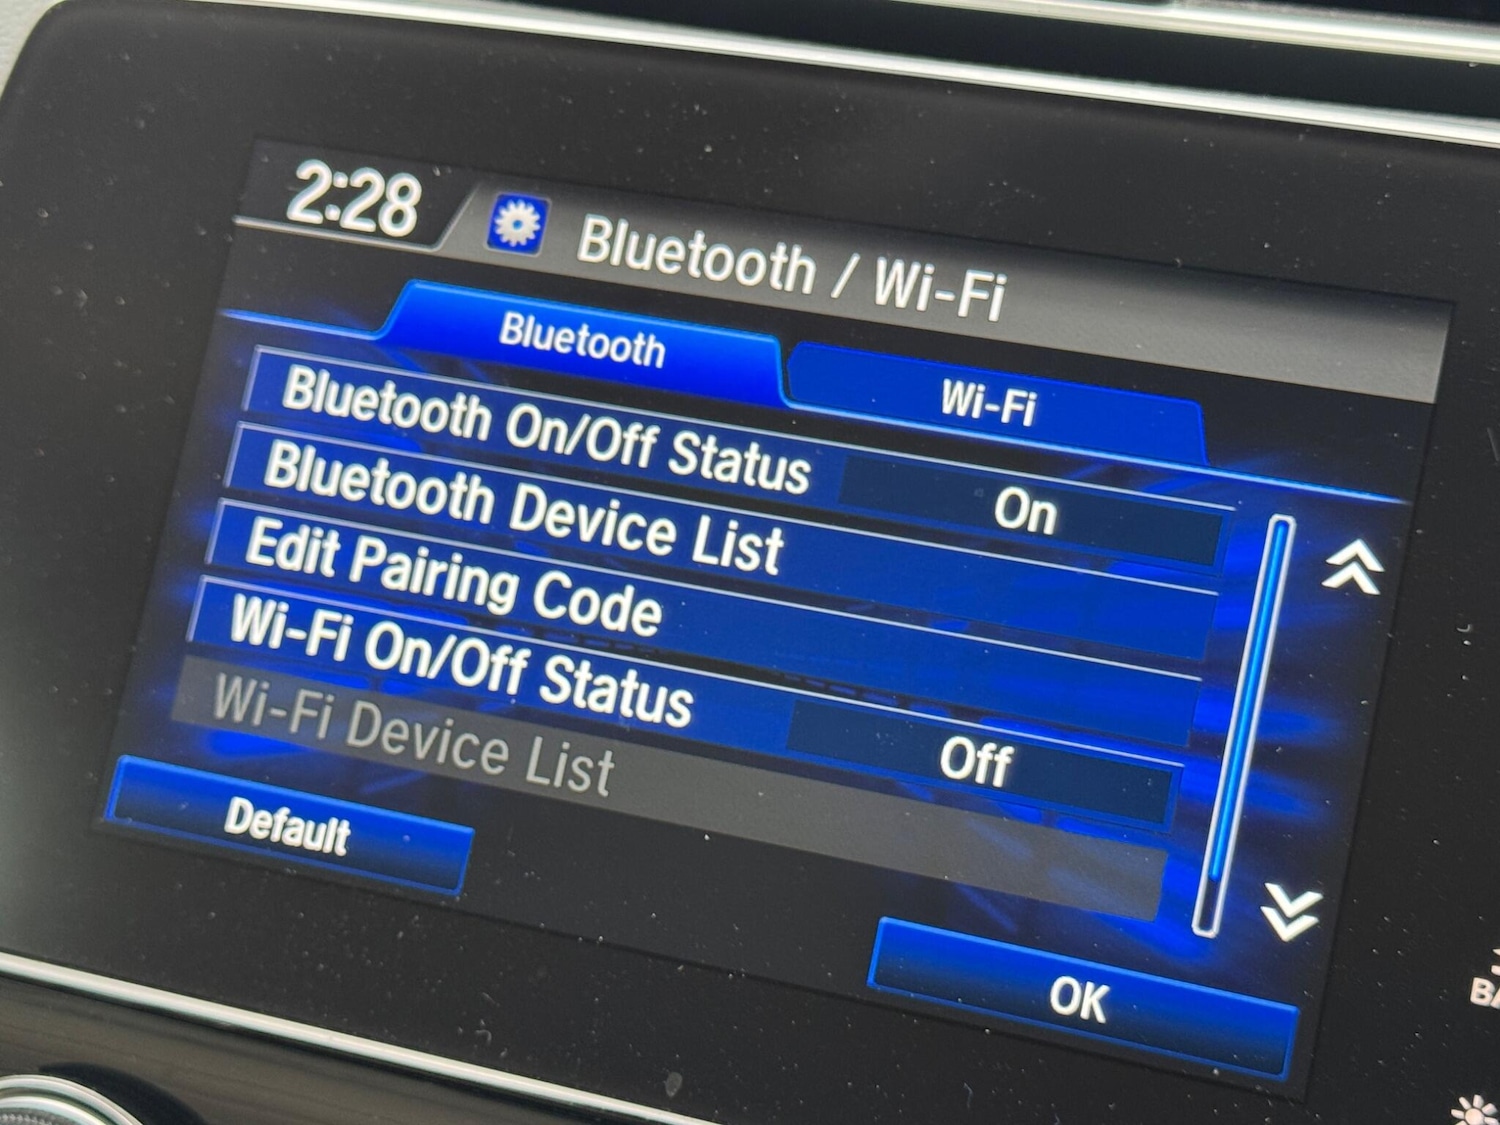 2:28
Bluetooth / Wi-Fi
Bluetooth
Wi-Fi
Bluetooth On/Off Status
On
Bluetooth Device List
Edit Pairing Code
Wi-Fi On/Off Status
Off
Wi-Fi Device List
Default
OK